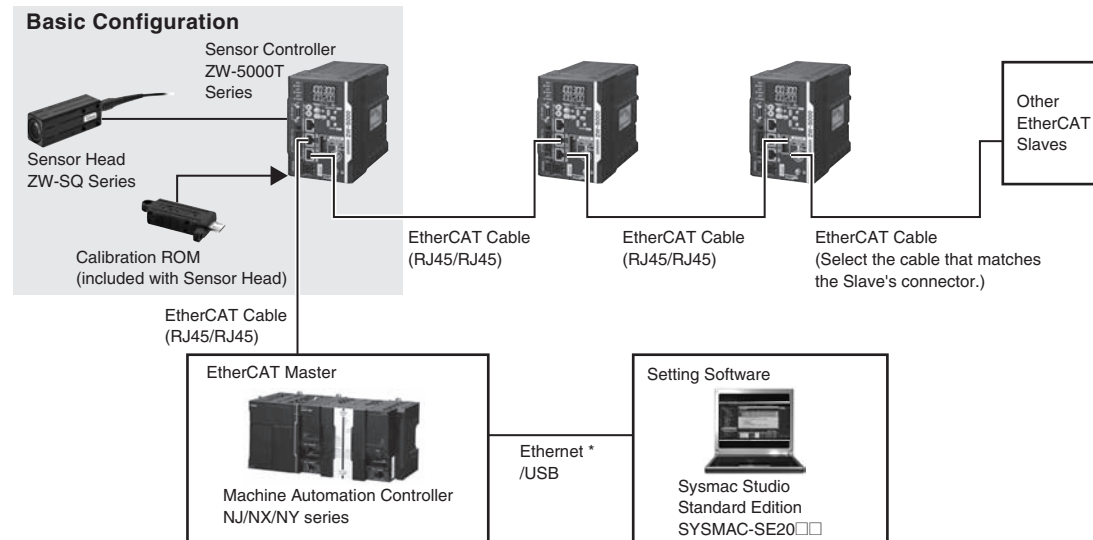 Basic Configuration
Sensor Controller
ZW-5000T
Series
Sensor Head
ZW-SQ Series
Calibration ROM
(included with Sensor Head)
Other
EtherCAT
Slaves
EtherCAT Cable
(RJ45/RJ45)
EtherCAT Cable
(RJ45/RJ45)
EtherCAT Cable
(Select the cable that matches
the Slave's connector.)
EtherCAT Cable
(RJ45/RJ45)
EtherCAT Master
Machine Automation Controller
NJ/NX/NY series
Ethernet *
/USB
Setting Software
Sysmac Studio
Standard Edition
SYSMAC-SE20□□